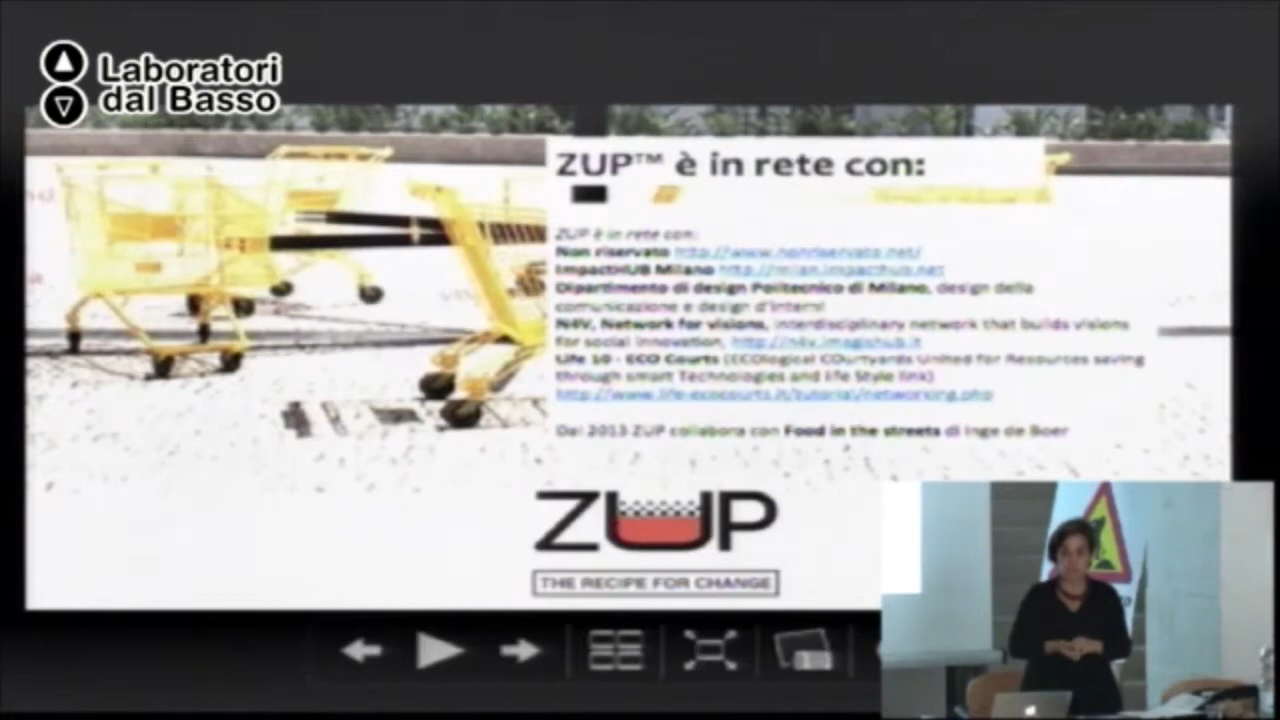 Laboratori
dal Basso
ZUP™ è in rete con:
ZUP è in rete con:
Non riservato http://www.nonriservato.net/
ImpactHUB Milano http://milan.impacthub.net
Dipartimento di design Politecnico di Milano, design della
comunicazione e design d'interni
N4V, Network for visions, interdisciplinary network that builds visions
for social innovation, http://n4v.imagishub.it
Life 10 - ECO Courts (ECOlogical COurtyards United for Resources saving
through smart Technologies and life Style link)
http://www.life-ecocourts.it/tutorial/networking.php
Dal 2013 ZUP collabora con Food in the streets di Inge de Boer
ZUP
THE RECIPE FOR CHANGE